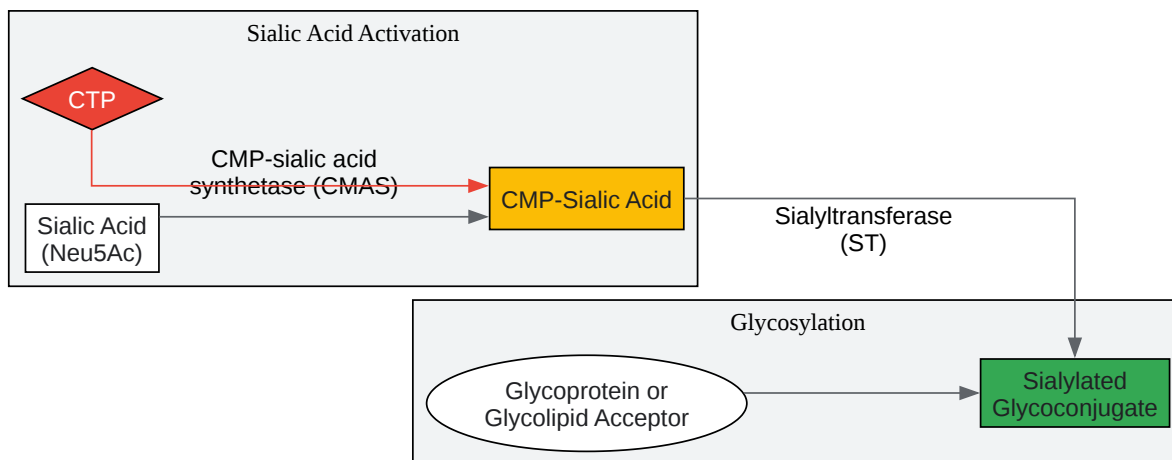 Sialic Acid Activation
CTP
CMP-sialic acid
synthetase (CMAS)
Sialic Acid
(Neu5Ac)
CMP-Sialic Acid
Sialyltransferase
(ST)
Glycosylation
Glycoprotein or
Glycolipid Acceptor
Sialylated
Glycoconjugate